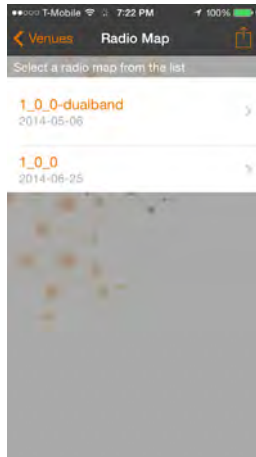 T-Mobile 7:22 PM 100%
Venues Radio Map
Select a radio map from the list
1_0_0-dualband
2014-05-06
1_0_0
2014-06-25